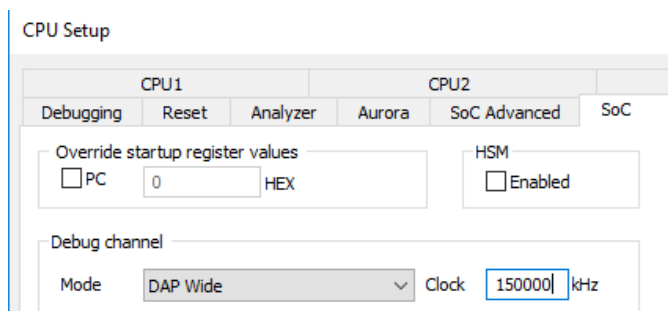 CPU Setup
CPU1 CPU2
Debugging Reset Analyzer Aurora SoC Advanced SoC
Override startup register values HSM
PC 0 HEX Enabled
Debug channel
Mode DAP Wide Clock 150000 kHz